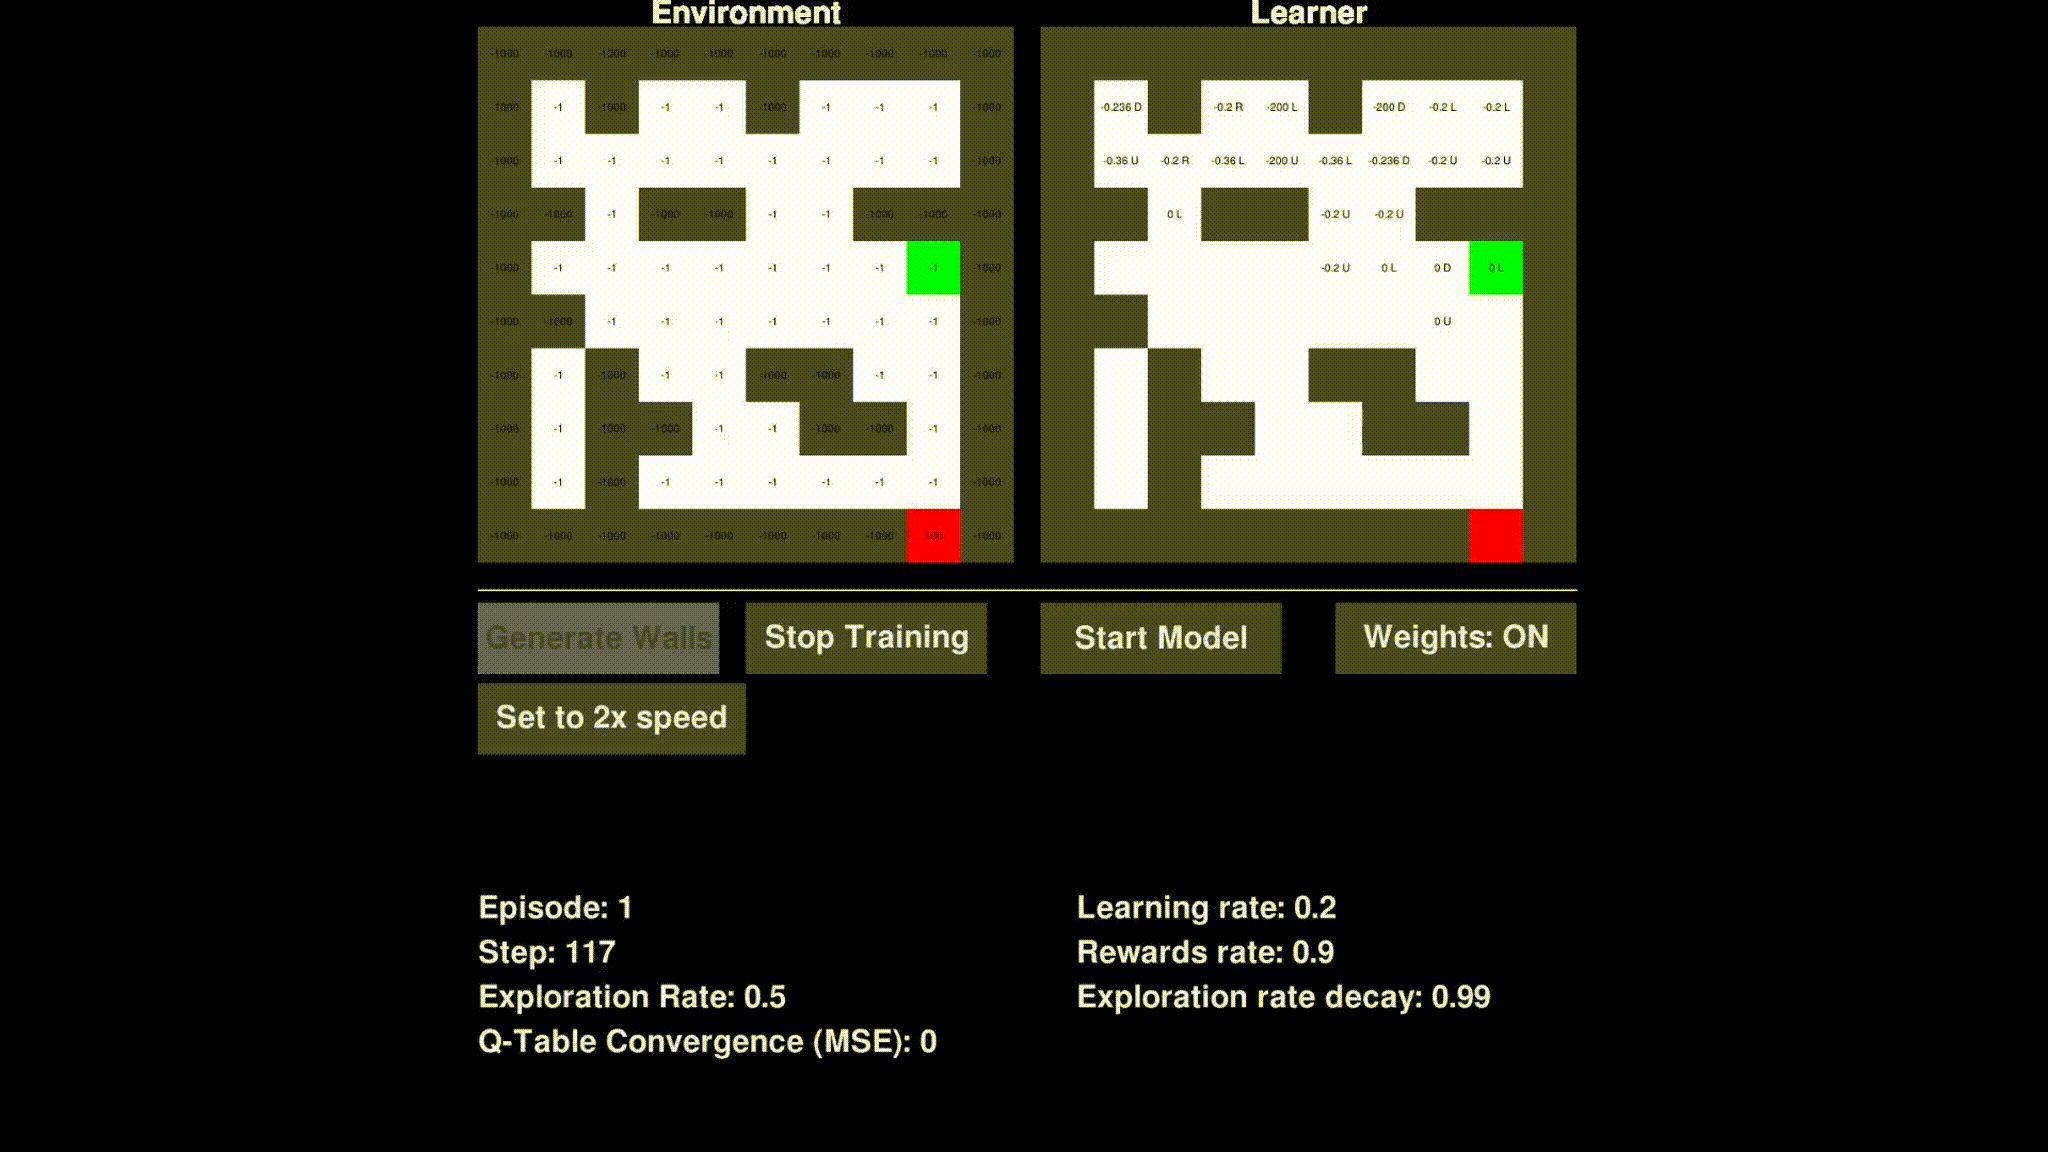 Environment Learner
-1000 -1000 -1000 -1000 -1000 -1000 -1000 -1000 -1000 -1000
-1000 -1 -1000 -1 -1 -1000 -1 -1 -1 -1000 -0.236 D -0.2 R -200 L -200 D -0.2 L -0.2 L
-1000 -1 -1 -1 -1 -1 -1 -1 -1 -1000 -0.36 U -0.2 R -0.36 L -200 U -0.36 L -0.236 D -0.2 U -0.2 U
-1000 -1000 -1 -1000 -1000 -1 -1 -1000 -1000 -1000 0 L -0.2 U -0.2 U
-1000 -1 -1 -1 -1 -1 -1 -1 -1 -1000 -0.2 U 0 L 0 D 0 L
-1000 -1000 -1 -1 -1 -1 -1 -1 -1 -1000 0 U
-1000 -1 -1000 -1 -1 -1000 -1000 -1 -1 -1000
-1000 -1 -1000 -1000 -1 -1 -1000 -1000 -1 -1000
-1000 -1 -1000 -1 -1 -1 -1 -1 -1 -1000
-1000 -1000 -1000 -1000 -1000 -1000 -1000 -1000 -1000
Generate Walls Stop Training Start Model Weights: ON
Set to 2x speed
Episode: 1 Learning rate: 0.2
Step: 117 Rewards rate: 0.9
Exploration Rate: 0.5 Exploration rate decay: 0.99
Q-Table Convergence (MSE): 0